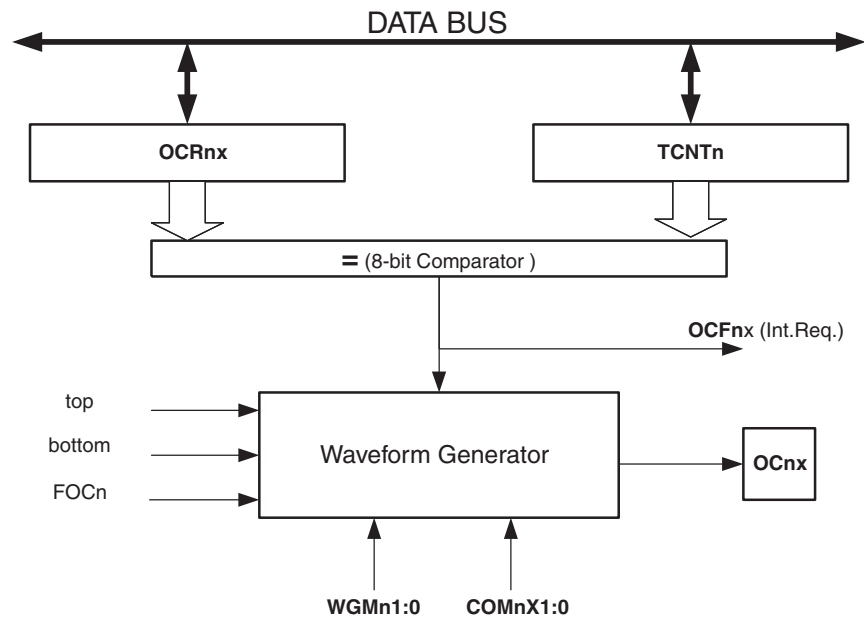 DATA BUS
OCRnx
TCNTn
= (8-bit Comparator )
OCFnx (Int.Req.)
top
bottom
FOCn
Waveform Generator
OCnx
WGMn1:0
COMnX1:0